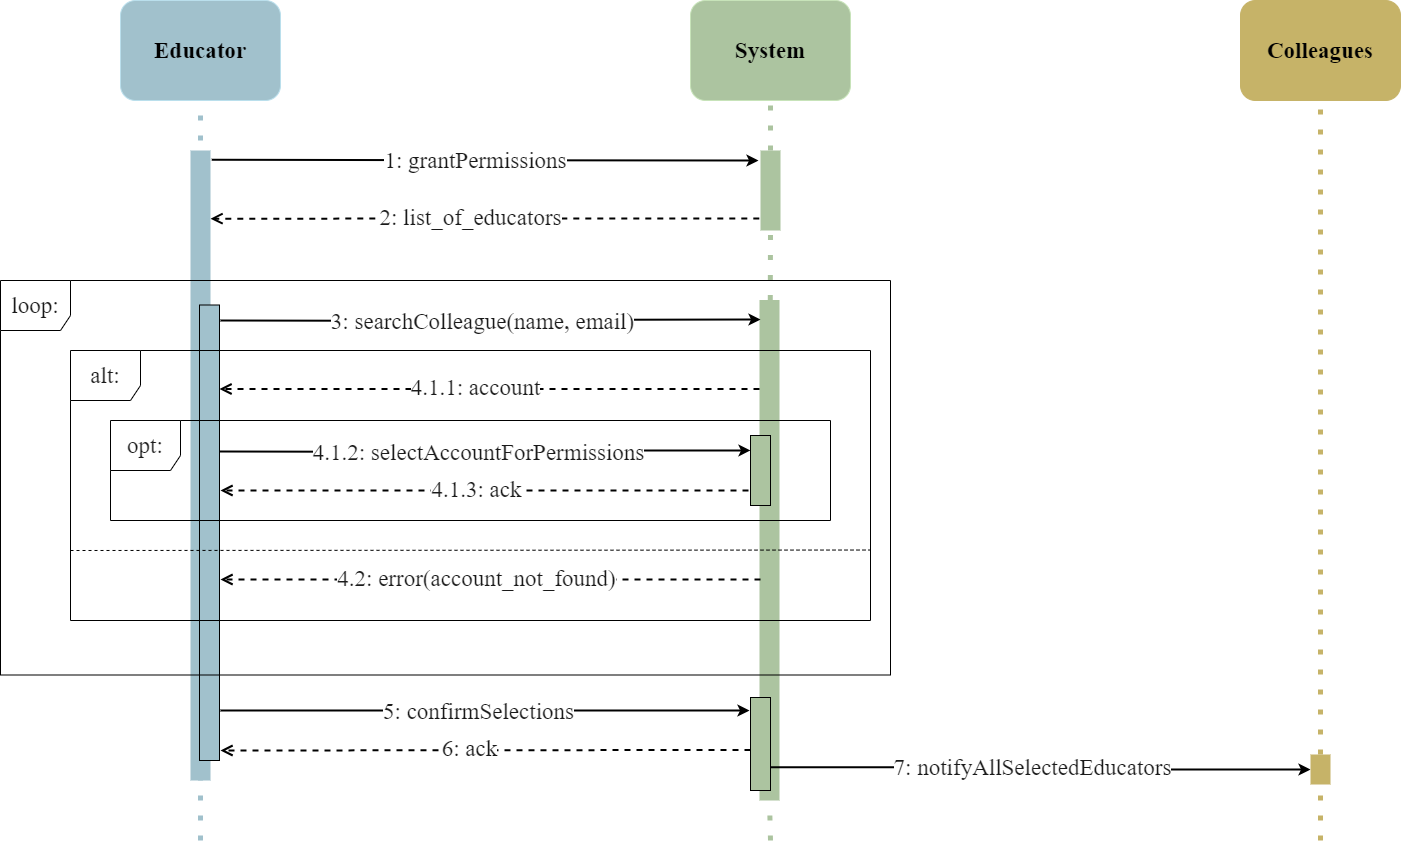 Educator
System
Colleagues
1: grantPermissions
2: list_of_educators
loop:
3: searchColleague(name, email)
alt:
4.1.1: account
opt:
4.1.2: selectAccountForPermissions
4.1.3: ack
4.2: error(account_not_found)
5: confirmSelections
6: ack
7: notifyAllSelectedEducators